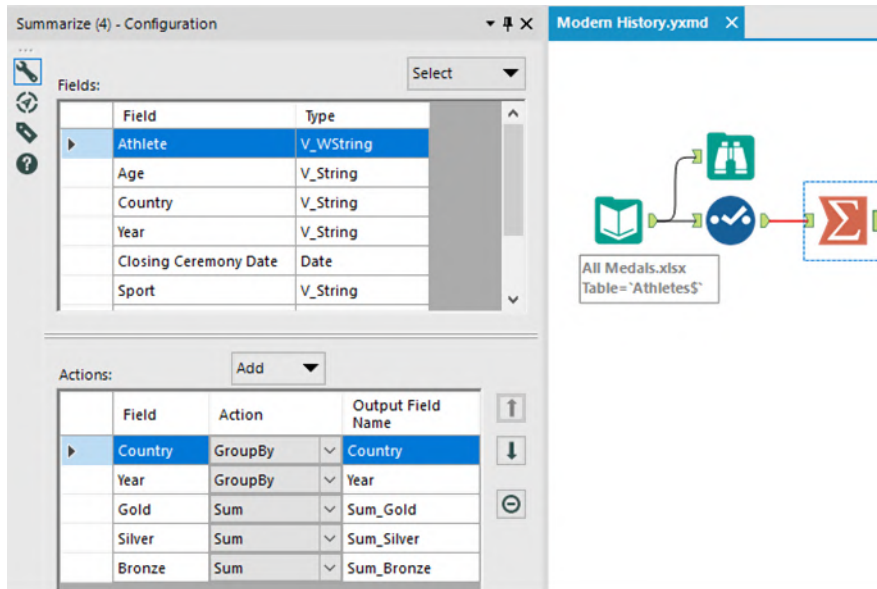 Summarize (4) - Configuration
Modern History.yxmd
Select
Fields:
Field Type
Athlete V_WString
Age V_String
Country V_String
Year V_String
Closing Ceremony Date Date
Sport V_String
All Medals.xlsx
Table=`Athletes$`
Actions:
Add
Field Action Output Field
Name
Country GroupBy Country
Year GroupBy Year
Gold Sum Sum_Gold
Silver Sum Sum_Silver
Bronze Sum Sum_Bronze